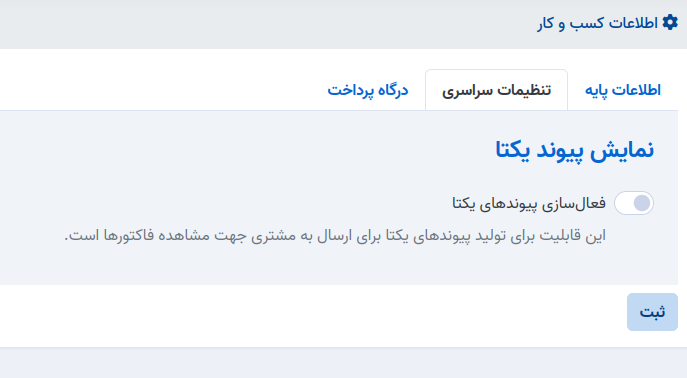 اطلاعات کسب و کار
اطلاعات پایه
تنظیمات سراسری
درگاه پرداخت
نمایش پیوند یکتا
فعال‌سازی پیوندهای یکتا
این قابلیت برای تولید پیوندهای یکتا برای ارسال به مشتری جهت مشاهده فاکتورها است.
ثبت